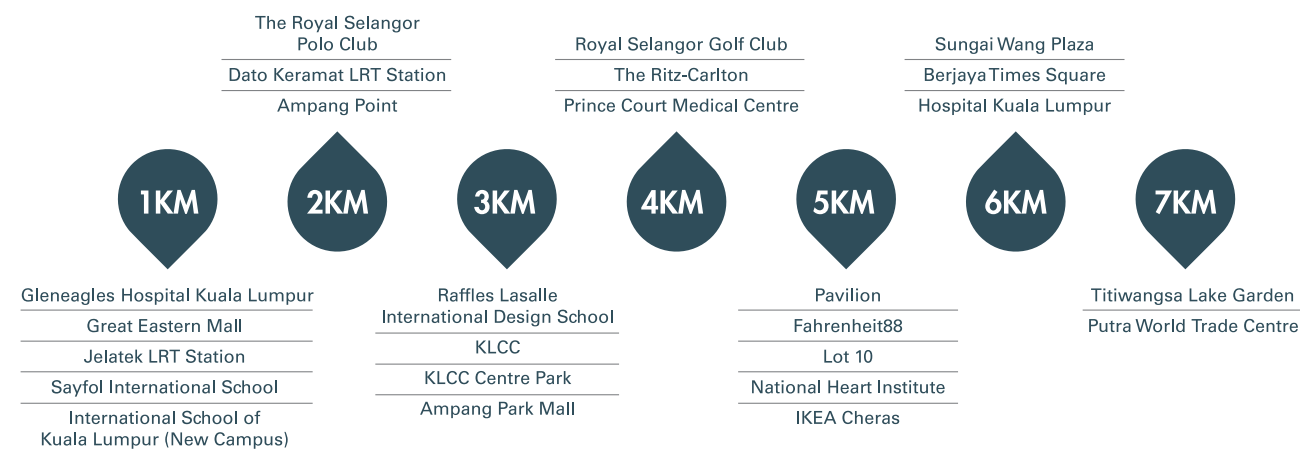 The Royal Selangor
Polo Club
Dato Keramat LRT Station
Ampang Point
Royal Selangor Golf Club
The Ritz-Carlton
Prince Court Medical Centre
Sungai Wang Plaza
Berjaya Times Square
Hospital Kuala Lumpur
1KM
2KM
3KM
4KM
5KM
6KM
7KM
Gleneagles Hospital Kuala Lumpur
Great Eastern Mall
Jelatek LRT Station
Sayfol International School
International School of
Kuala Lumpur (New Campus)
Raffles Lasalle
International Design School
KLCC
KLCC Centre Park
Ampang Park Mall
Pavilion
Fahrenheit88
Lot 10
National Heart Institute
IKEA Cheras
Titiwangsa Lake Garden
Putra World Trade Centre